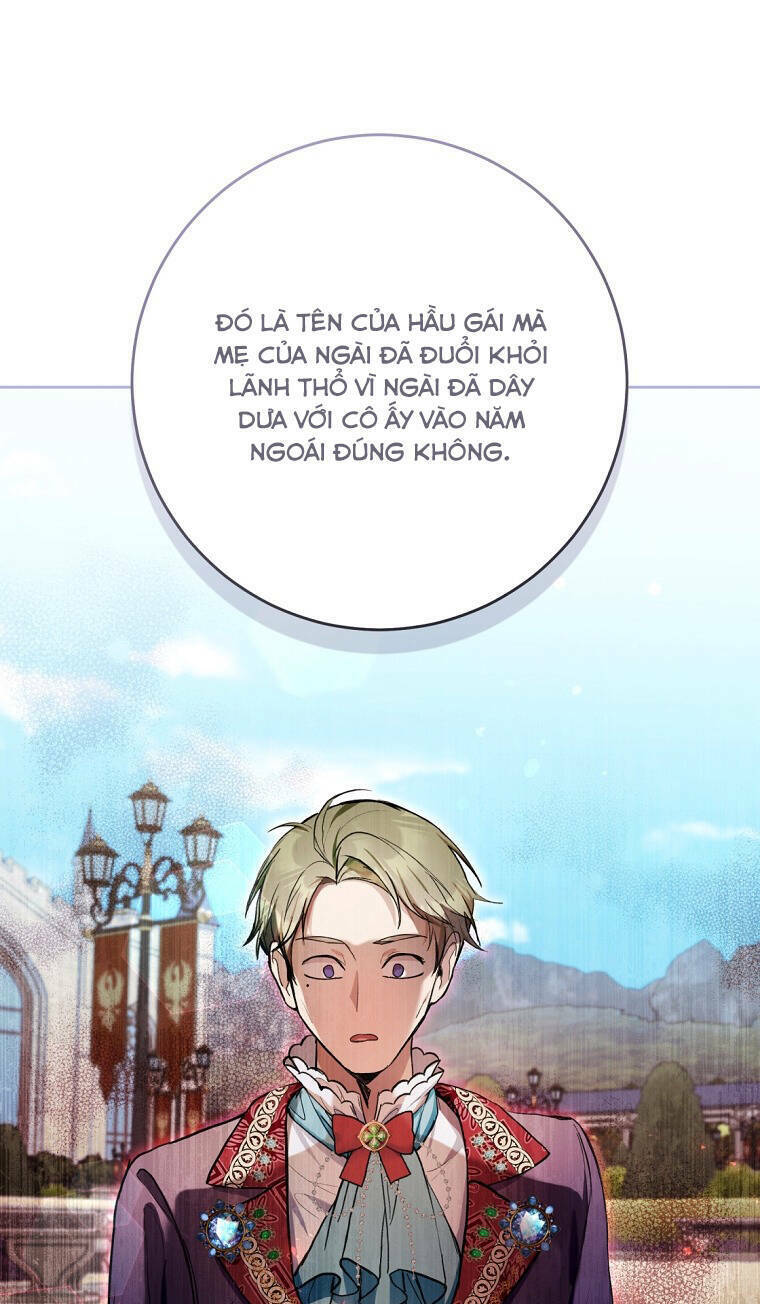 ĐÓ LÀ TÊN CỦA HẦU GÁI MÀ
MẸ CỦA NGÀI ĐÃ ĐUỔI KHỎI
LÃNH THỔ VÌ NGÀI ĐÃ DÂY
DƯA VỚI CÔ ẤY VÀO NĂM
NGOÁI ĐÚNG KHÔNG.